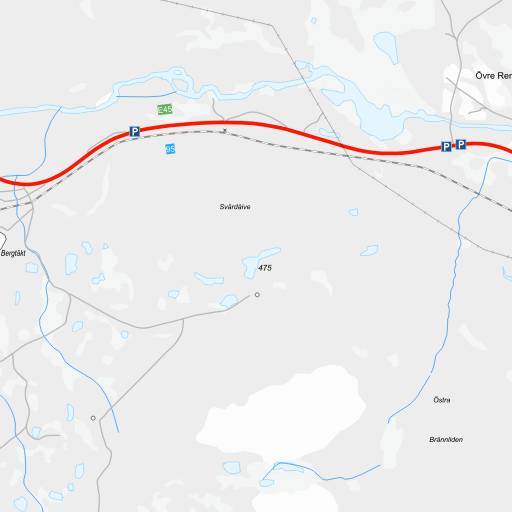 Övre Ren
E45
P
P P
95
Svärdälve
Bergtäkt
475
Östra
Brännliden